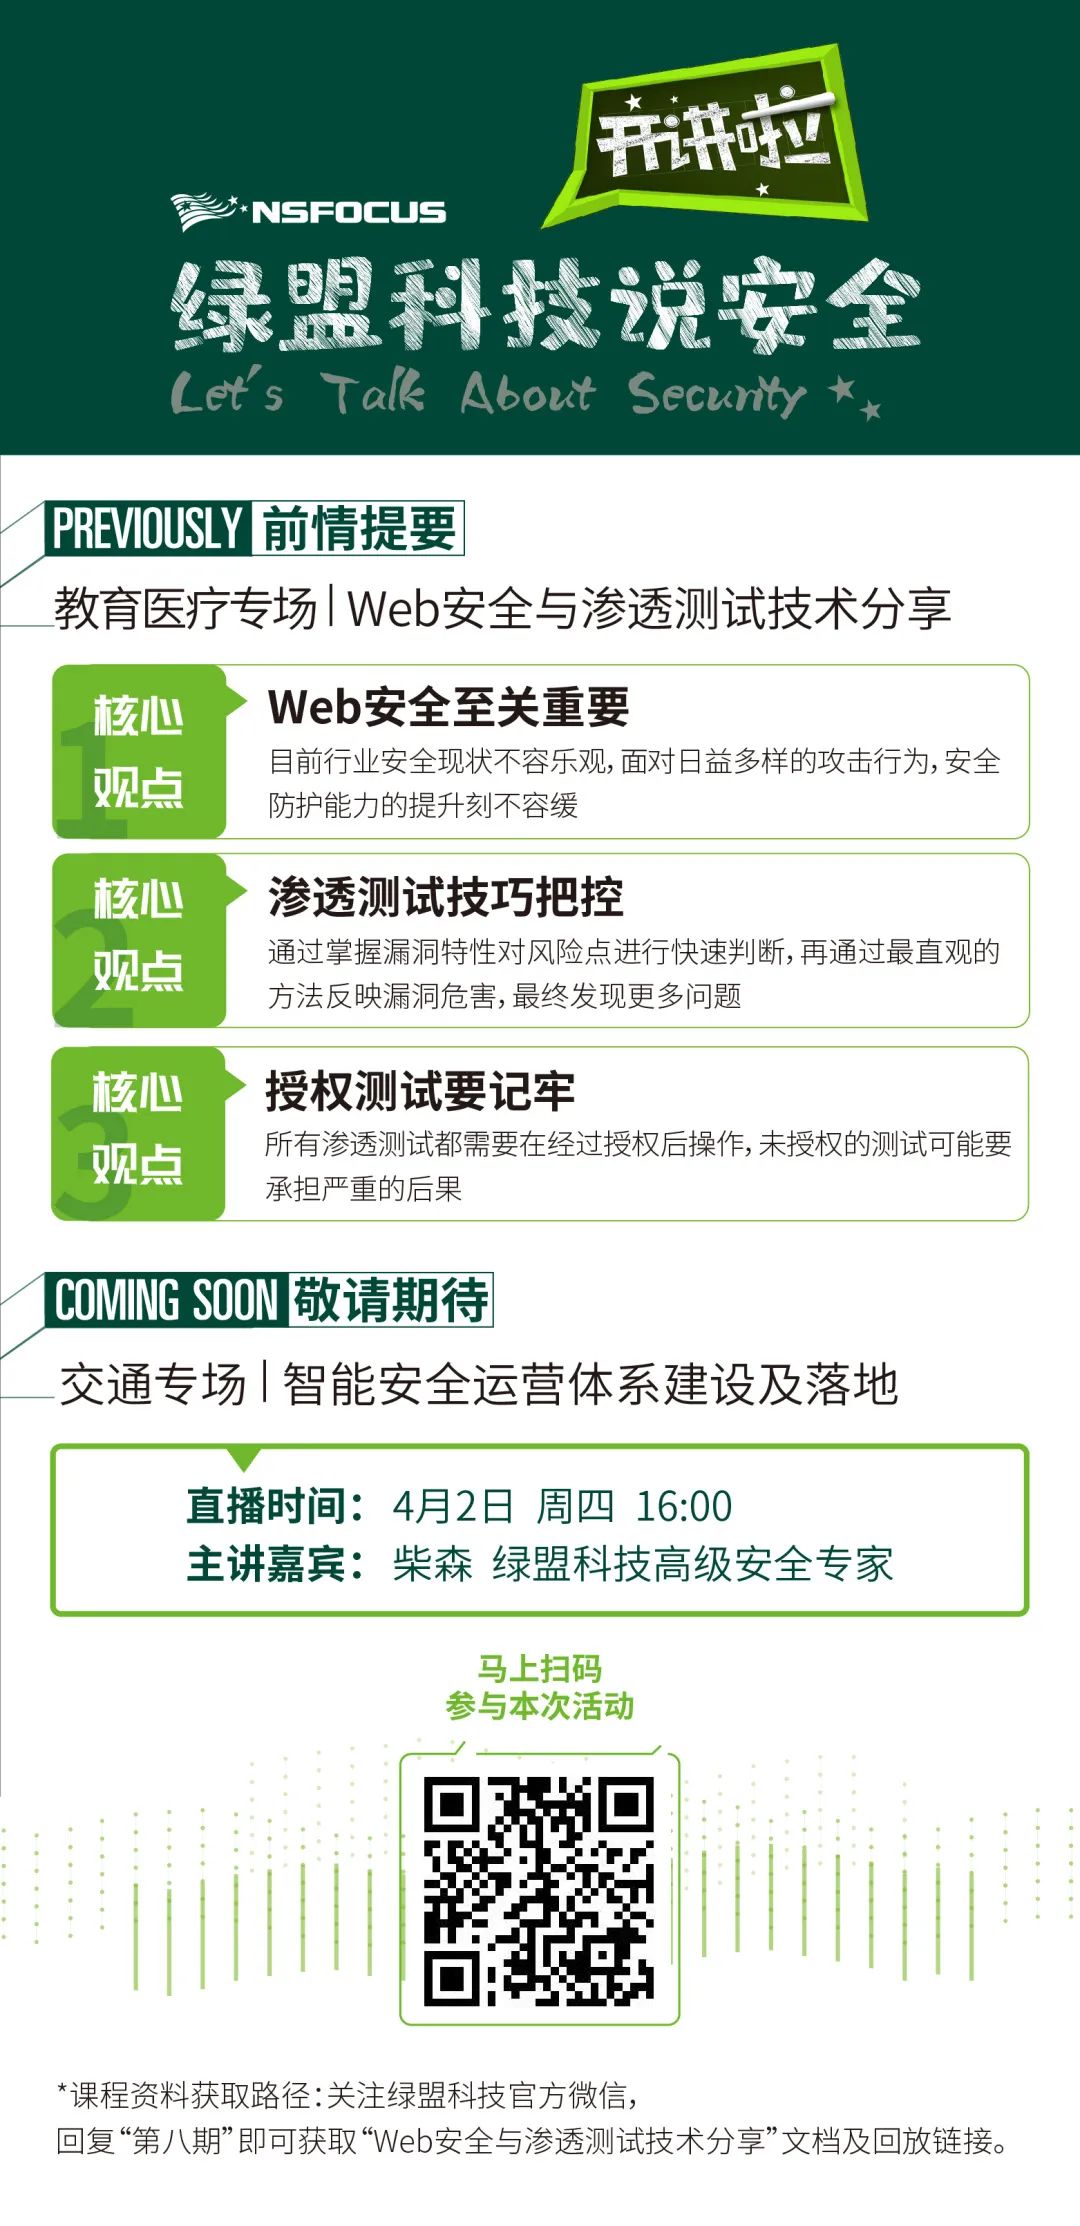 开讲啦
NSFOCUS
绿盟科技说安全
Let's Talk About Security
PREVIOUSLY 前情提要
教育医疗专场|Web安全与渗透测试技术分享
1
核心
观点
Web安全至关重要
目前行业安全现状不容乐观,面对日益多样的攻击行为,安全
防护能力的提升刻不容缓
2
核心
观点
渗透测试技巧把控
通过掌握漏洞特性对风险点进行快速判断,再通过最直观的
方法反映漏洞危害,最终发现更多问题
3
核心
观点
授权测试要记牢
所有渗透测试都需要在经过授权后操作,未授权的测试可能要
承担严重的后果
COMING SOON 敬请期待
交通专场|智能安全运营体系建设及落地
直播时间: 4月2日 周四 16:00
主讲嘉宾: 柴森 绿盟科技高级安全专家
马上扫码
参与本次活动
*课程资料获取路径:关注绿盟科技官方微信,
回复“第八期”即可获取“Web安全与渗透测试技术分享”文档及回放链接。